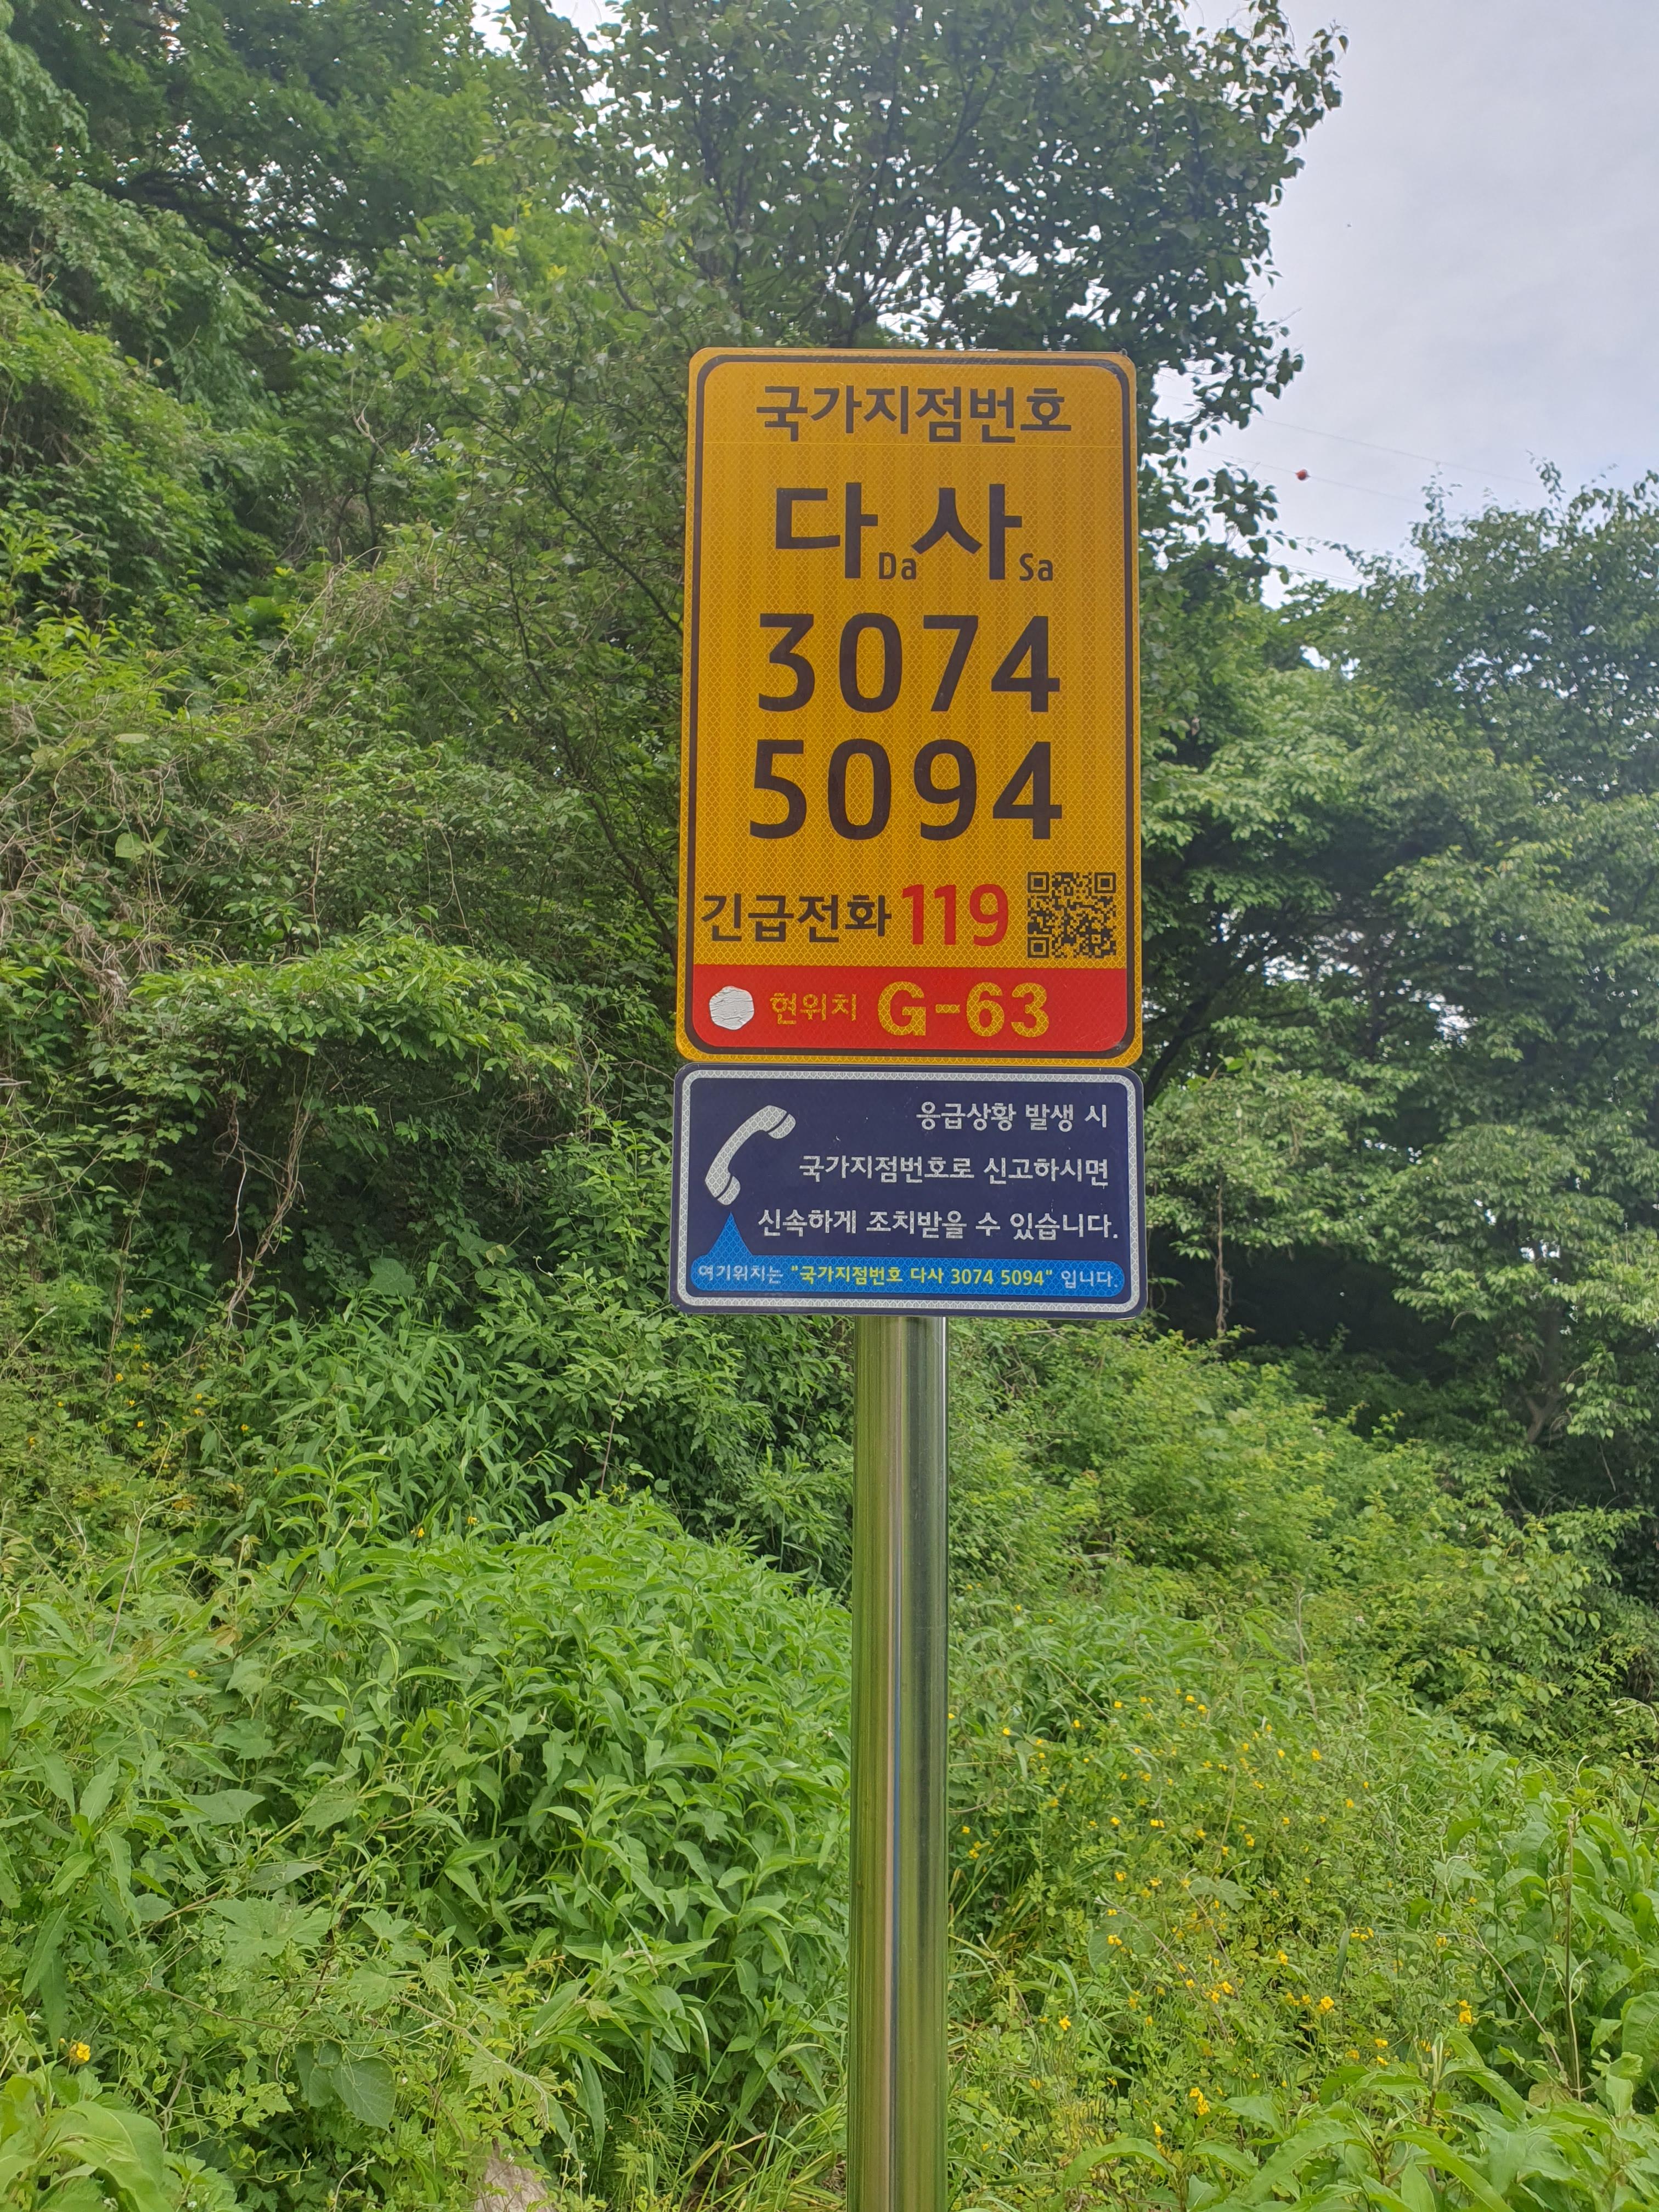 국가지점번호
다Da사Sa
3074
5094
긴급전화 119
현위치 G-63
응급상황 발생 시
국가지점번호로 신고하시면
신속하게 조치받을 수 있습니다.
여기위치는 "국가지점번호 다사 3074 5094" 입니다.